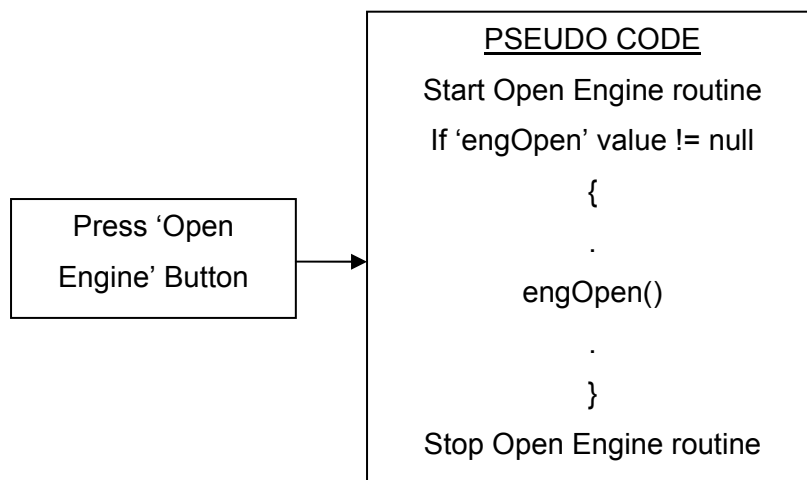 Press ‘Open
Engine’ Button
PSEUDO CODE
Start Open Engine routine
If ‘engOpen’ value != null
{
.
engOpen()
.
}
Stop Open Engine routine